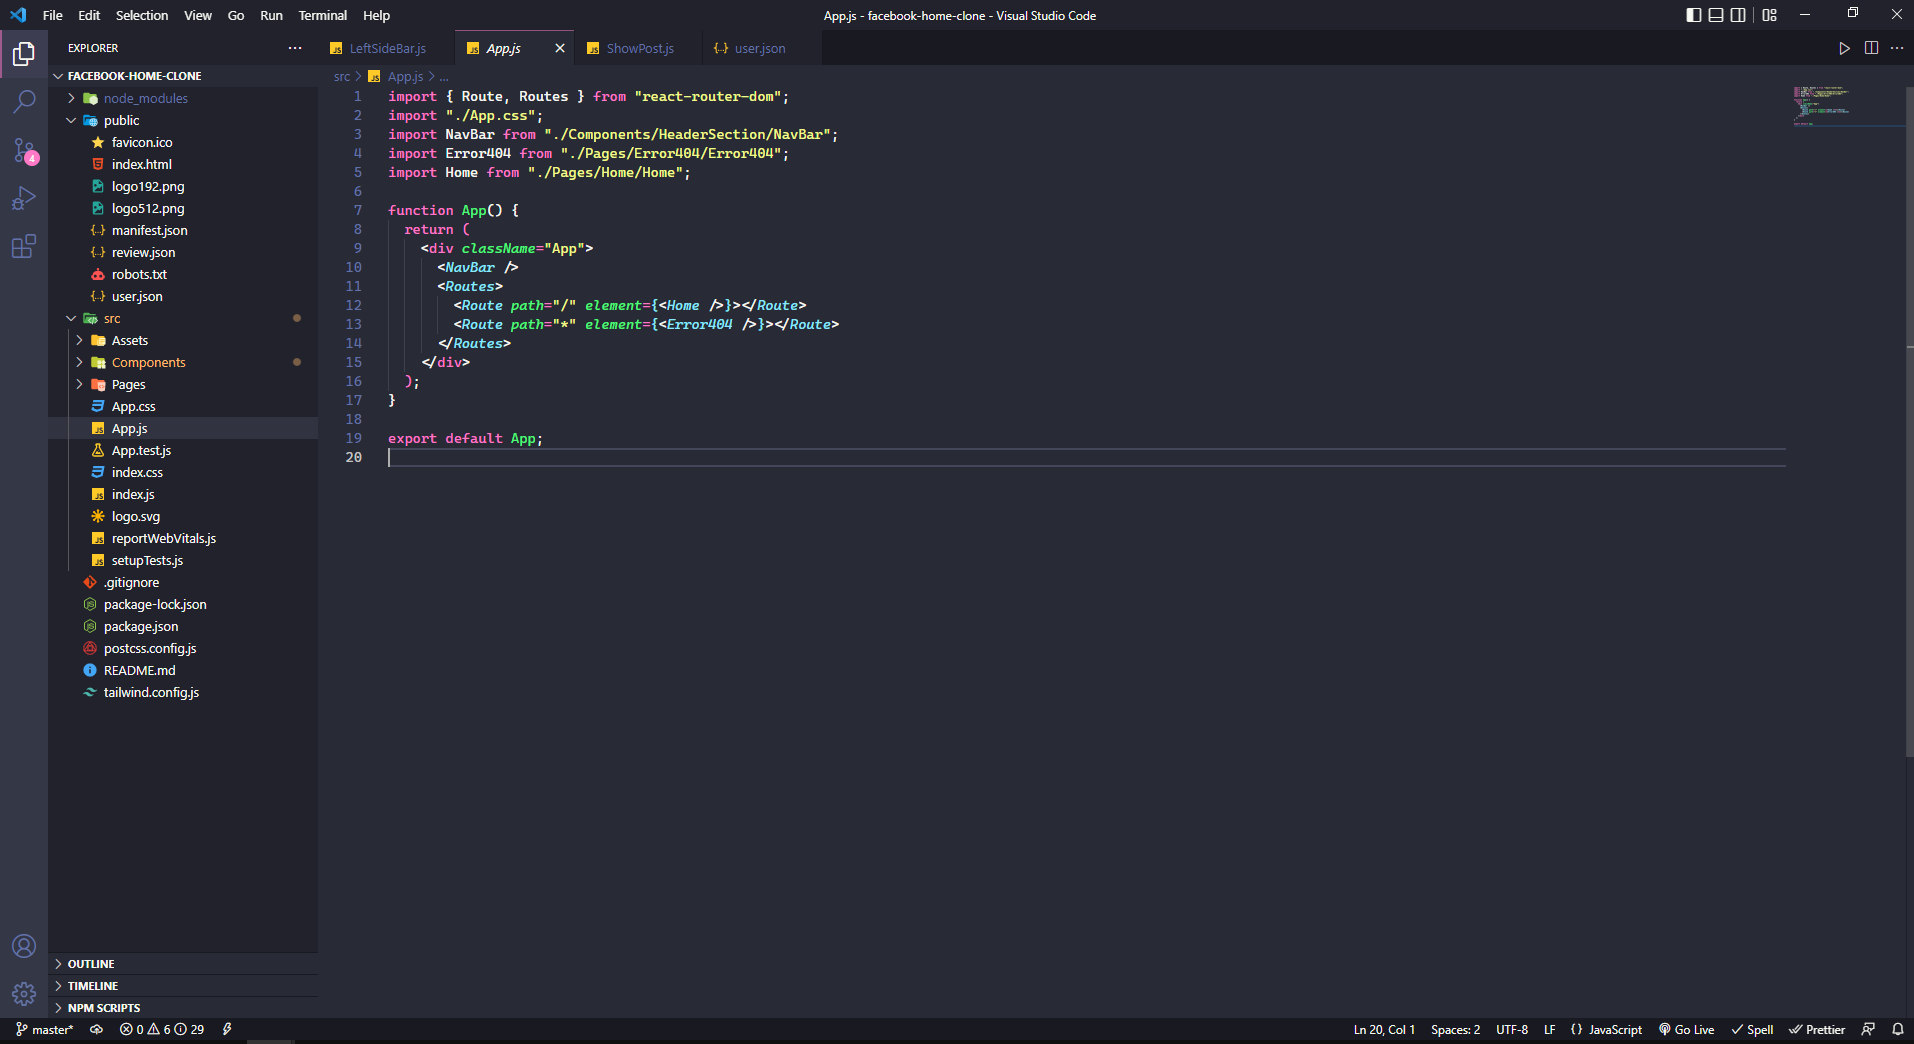 File Edit Selection View Go Run Terminal Help
App.js - facebook-home-clone - Visual Studio Code
EXPLORER
LeftSideBar.js
App.js
ShowPost.js
{..} user.json
FACEBOOK-HOME-CLONE
node_modules
public
favicon.ico
index.html
logo192.png
logo512.png
{..} manifest.json
{..} review.json
robots.txt
{..} user.json
src
Assets
Components
Pages
App.css
App.js
App.test.js
index.css
index.js
logo.svg
reportWebVitals.js
setupTests.js
.gitignore
package-lock.json
package.json
postcss.config.js
README.md
tailwind.config.js
OUTLINE
TIMELINE
NPM SCRIPTS
4
src > App.js > ...
1 import { Route, Routes } from "react-router-dom";
2 import "./App.css";
3 import NavBar from "./Components/HeaderSection/NavBar";
4 import Error404 from "./Pages/Error404/Error404";
5 import Home from "./Pages/Home/Home";
6
7 function App() {
8 return (
9 <div className="App">
10 <NavBar />
11 <Routes>
12 <Route path="/" element={<Home />}></Route>
13 <Route path="*" element={<Error404 />}></Route>
14 </Routes>
15 </div>
16 );
17 }
18
19 export default App;
20
master* 0 6 29
Ln 20, Col 1 Spaces: 2 UTF-8 LF {} JavaScript Go Live Spell Prettier